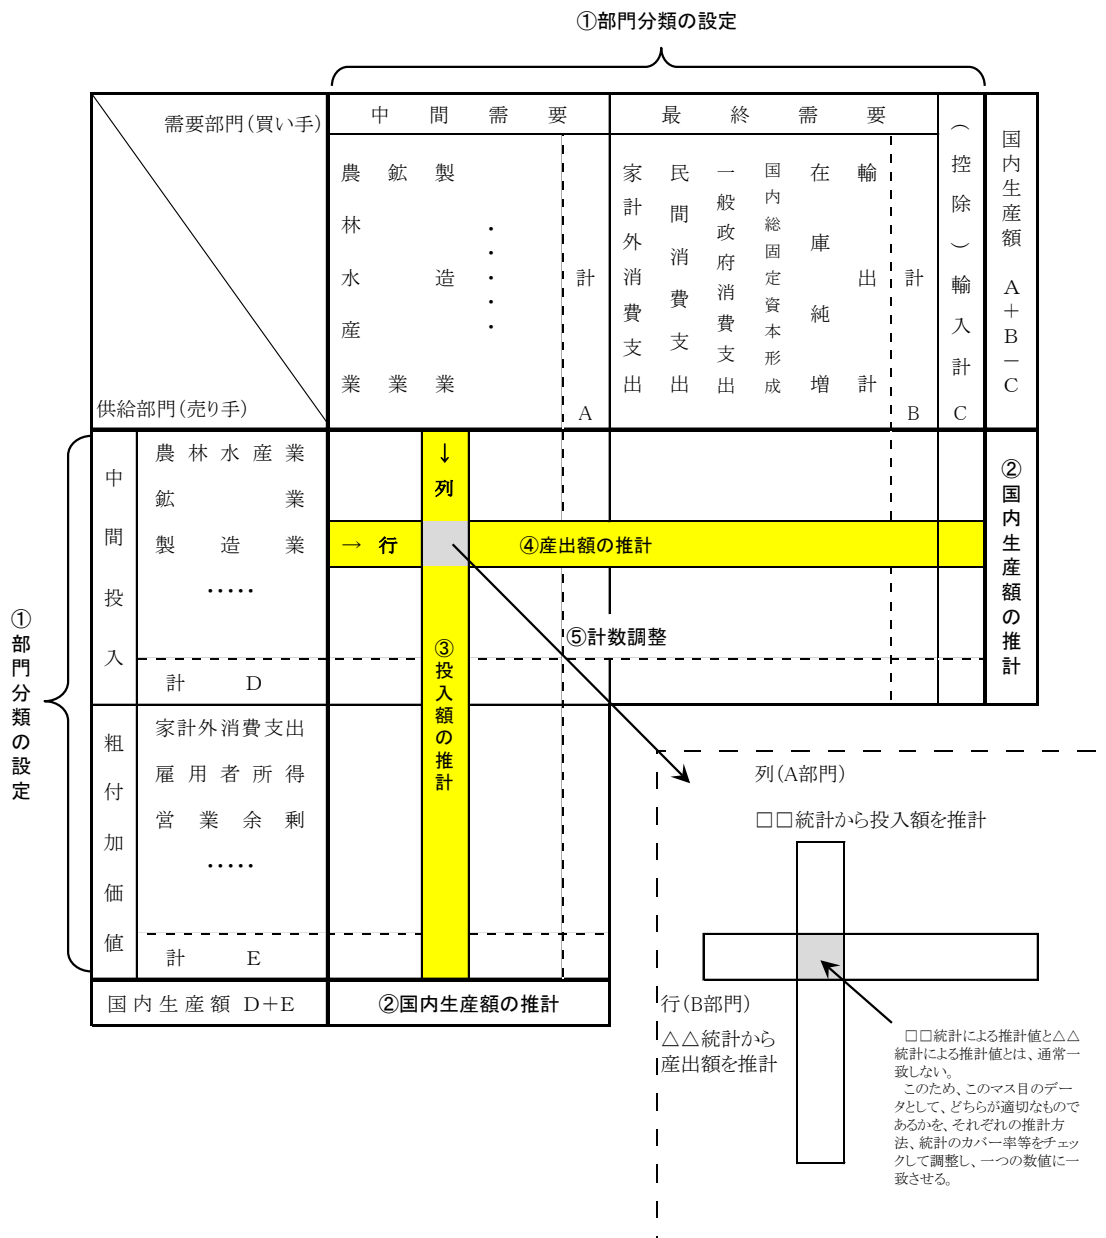 ①部門分類の設定
需要部門(買い手)
供給部門(売り手)
中間需要
農林水産業
鉱業
製造業
・・・・・
計 A
最終需要
家計外消費支出
民間消費支出
一般政府消費支出
国内総固定資本形成
在庫純増
輸出計
計 B
(控除)輸入計 C
国内生産額 A+B-C
①部門分類の設定
中間投入
農林水産業
鉱業
製造業
・・・・・
計 D
粗付加価値
家計外消費支出
雇用者所得
営業余剰
・・・・・
計 E
国内生産額 D+E
↓列
→ 行
④産出額の推計
③投入額の推計
⑤計数調整
②国内生産額の推計
②国内生産額の推計
列(A部門)
□□統計から投入額を推計
行(B部門)
△△統計から
産出額を推計
□□統計による推計値と△△
統計による推計値とは、通常一
致しない。
このため、このマス目のデー
タとして、どちらが適切なもので
あるかを、それぞれの推計方
法、統計のカバー率等をチェッ
クして調整し、一つの数値に一
致させる。